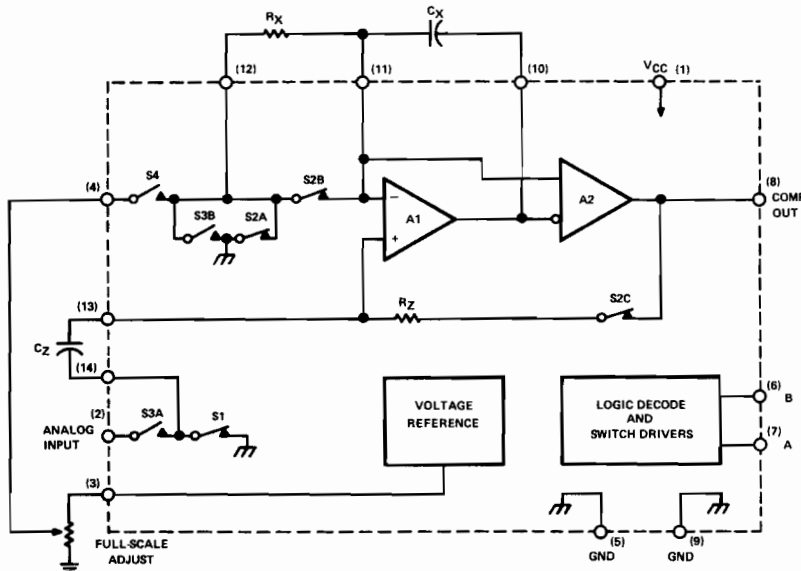 RX
CX
(12)
(11)
(10)
VCC
(1)
(4)
S4
S2B
S3B
S2A
−
A1
+
A2
(8)
COMP
OUT
(13)
RZ
S2C
CZ
(14)
(2)
ANALOG
INPUT
S3A
S1
VOLTAGE
REFERENCE
LOGIC DECODE
AND
SWITCH DRIVERS
(6)
B
(7)
A
(3)
FULL-SCALE
ADJUST
(5)
GND
(9)
GND